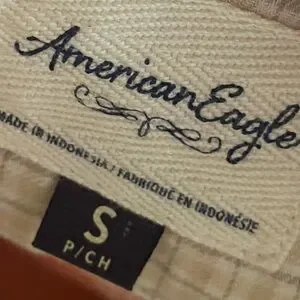 American Eagle
MADE IN INDONESIA / FABRIQUÉ EN INDONÉSIE
S
P/CH